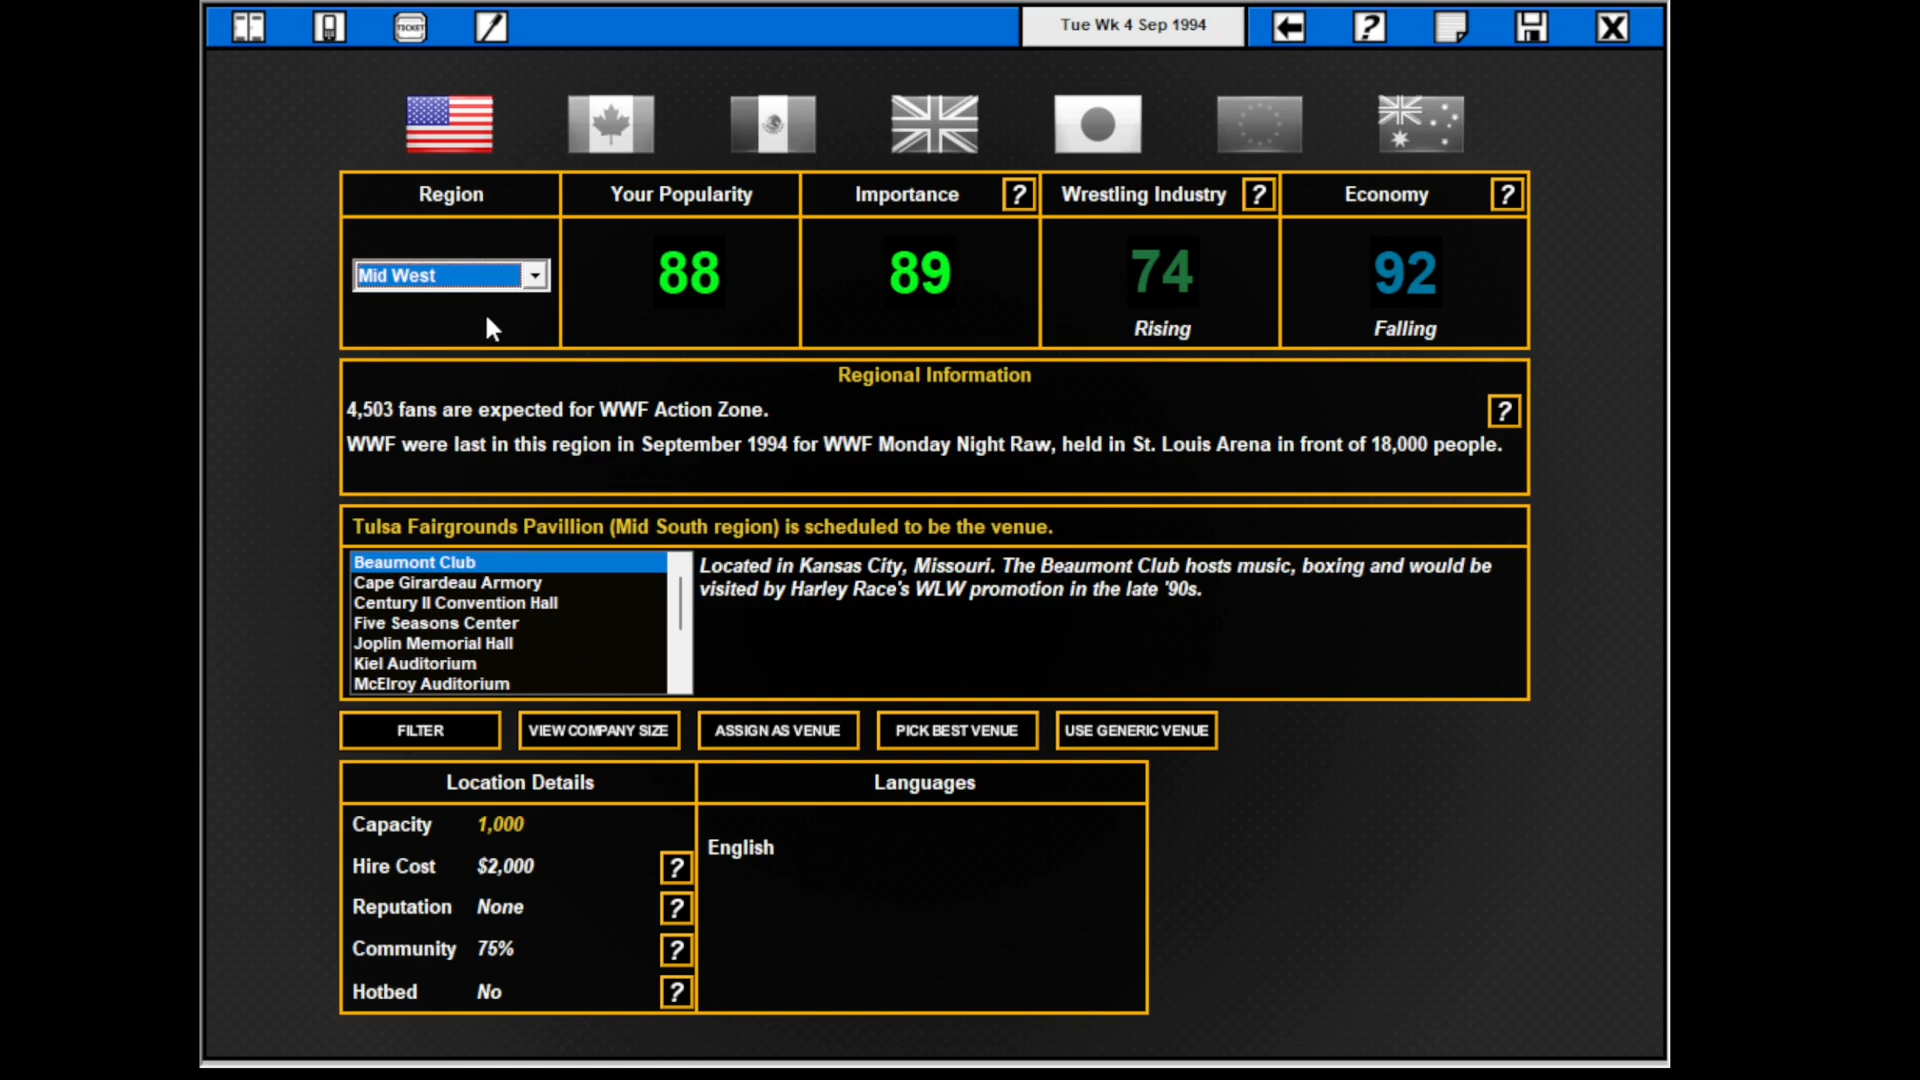 TICKET
Tue Wk 4 Sep 1994
?
Region
Your Popularity
Importance ?
Wrestling Industry ?
Economy ?
Mid West
88
89
74
92
Rising
Falling
Regional Information
4,503 fans are expected for WWF Action Zone.
?
WWF were last in this region in September 1994 for WWF Monday Night Raw, held in St. Louis Arena in front of 18,000 people.
Tulsa Fairgrounds Pavillion (Mid South region) is scheduled to be the venue.
Beaumont Club
Cape Girardeau Armory
Century II Convention Hall
Five Seasons Center
Joplin Memorial Hall
Kiel Auditorium
McElroy Auditorium
Located in Kansas City, Missouri. The Beaumont Club hosts music, boxing and would be
visited by Harley Race's WLW promotion in the late '90s.
FILTER
VIEW COMPANY SIZE
ASSIGN AS VENUE
PICK BEST VENUE
USE GENERIC VENUE
Location Details
Capacity 1,000
Hire Cost $2,000 ?
Reputation None ?
Community 75% ?
Hotbed No ?
Languages
English